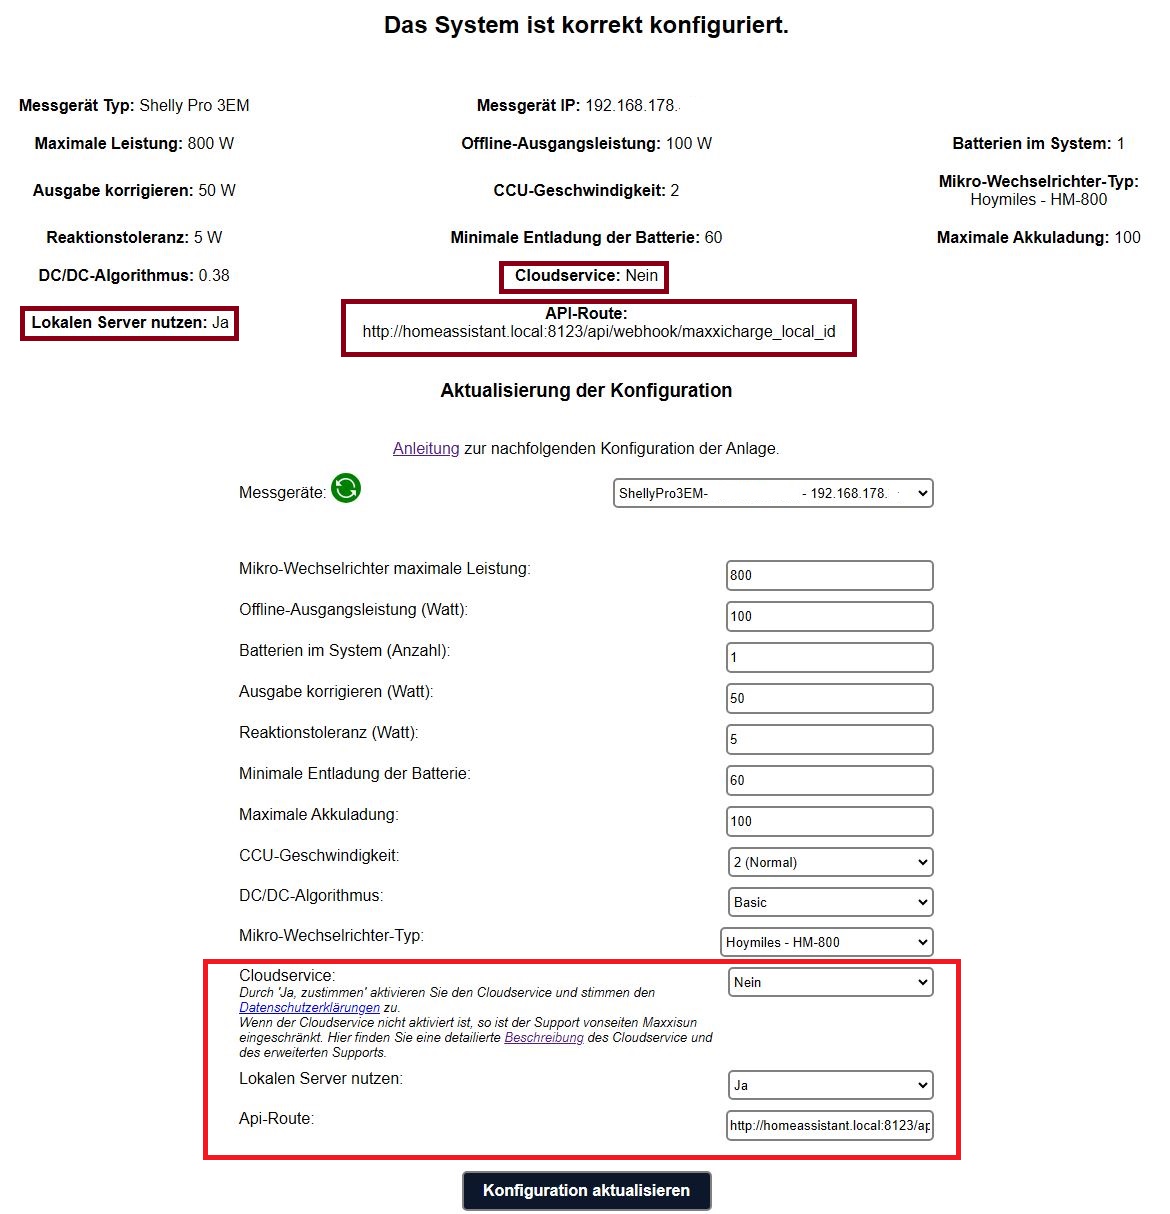 Das System ist korrekt konfiguriert.
Messgerät Typ: Shelly Pro 3EM
Messgerät IP: 192.168.178.
Maximale Leistung: 800 W
Offline-Ausgangsleistung: 100 W
Batterien im System: 1
Ausgabe korrigieren: 50 W
CCU-Geschwindigkeit: 2
Mikro-Wechselrichter-Typ:
Hoymiles - HM-800
Reaktionstoleranz: 5 W
Minimale Entladung der Batterie: 60
Maximale Akkuladung: 100
DC/DC-Algorithmus: 0.38
Cloudservice: Nein
Lokalen Server nutzen: Ja
API-Route:
http://homeassistant.local:8123/api/webhook/maxxicharge_local_id
Aktualisierung der Konfiguration
Anleitung zur nachfolgenden Konfiguration der Anlage.
Messgeräte:
ShellyPro3EM- - 192.168.178.
Mikro-Wechselrichter maximale Leistung:
800
Offline-Ausgangsleistung (Watt):
100
Batterien im System (Anzahl):
1
Ausgabe korrigieren (Watt):
50
Reaktionstoleranz (Watt):
5
Minimale Entladung der Batterie:
60
Maximale Akkuladung:
100
CCU-Geschwindigkeit:
2 (Normal)
DC/DC-Algorithmus:
Basic
Mikro-Wechselrichter-Typ:
Hoymiles - HM-800
Cloudservice:
Nein
Durch 'Ja, zustimmen' aktivieren Sie den Cloudservice und stimmen den
Datenschutzerklärungen zu.
Wenn der Cloudservice nicht aktiviert ist, so ist der Support vonseiten Maxxisun
eingeschränkt. Hier finden Sie eine detailierte Beschreibung des Cloudservice und
des erweiterten Supports.
Lokalen Server nutzen:
Ja
Api-Route:
http://homeassistant.local:8123/ap
Konfiguration aktualisieren